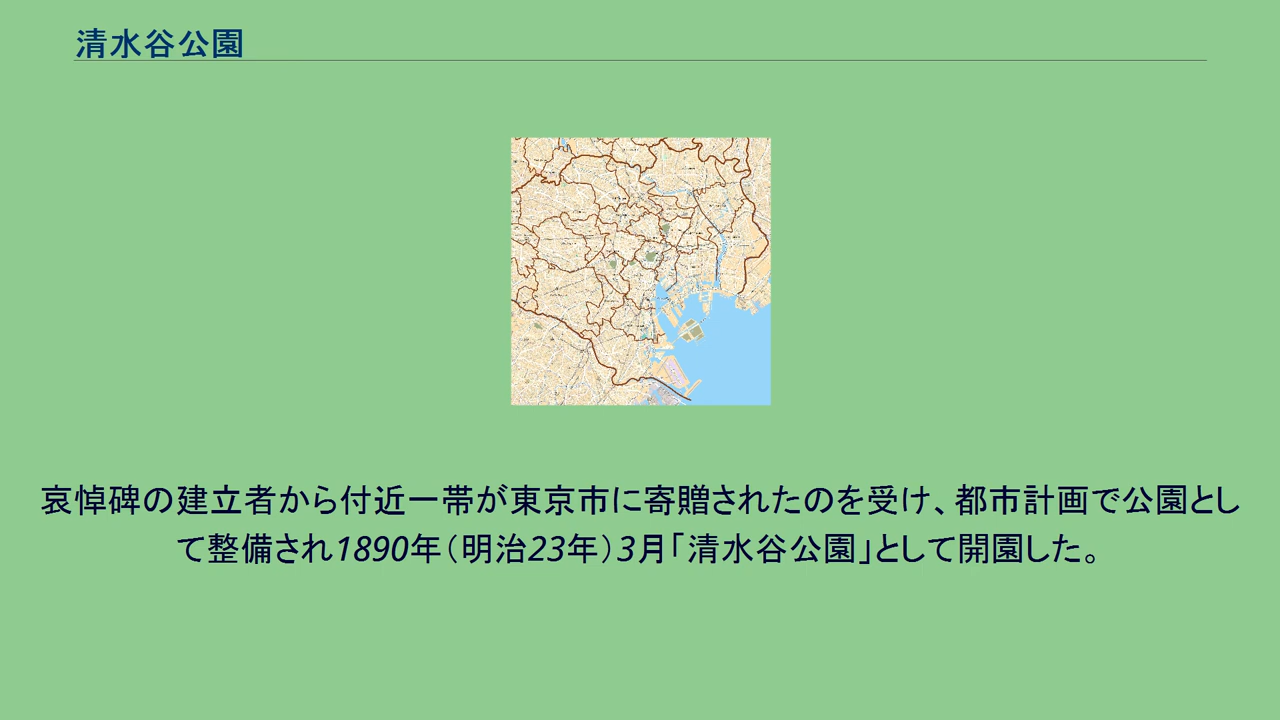 清水谷公園
哀悼碑の建立者から付近一帯が東京市に寄贈されたのを受け、都市計画で公園とし
て整備され1890年（明治23年）3月「清水谷公園」として開園した。